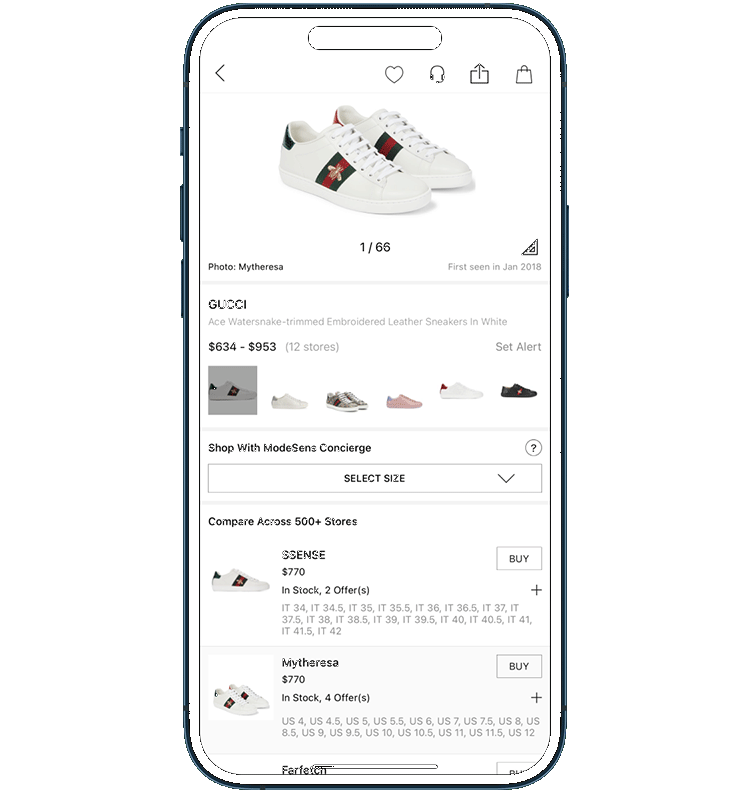 1 / 66
Photo: Mytheresa
First seen in Jan 2018
GUCCI
Ace Watersnake-trimmed Embroidered Leather Sneakers In White
$634 - $953 (12 stores)
Set Alert
Shop With ModeSens Concierge
?
SELECT SIZE
Compare Across 500+ Stores
SSENSE
BUY
$770
In Stock, 2 Offer(s)
+
IT 34, IT 34.5, IT 35, IT 35.5, IT 36, IT 36.5, IT 37, IT
37.5, IT 38, IT 38.5, IT 39, IT 39.5, IT 40, IT 40.5, IT 41,
IT 41.5, IT 42
Mytheresa
BUY
$770
In Stock, 4 Offer(s)
+
US 4, US 4.5, US 5, US 5.5, US 6, US 7, US 7.5, US 8, US
8.5, US 9, US 9.5, US 10, US 10.5, US 11, US 11.5, US 12
Farfetch
BUY